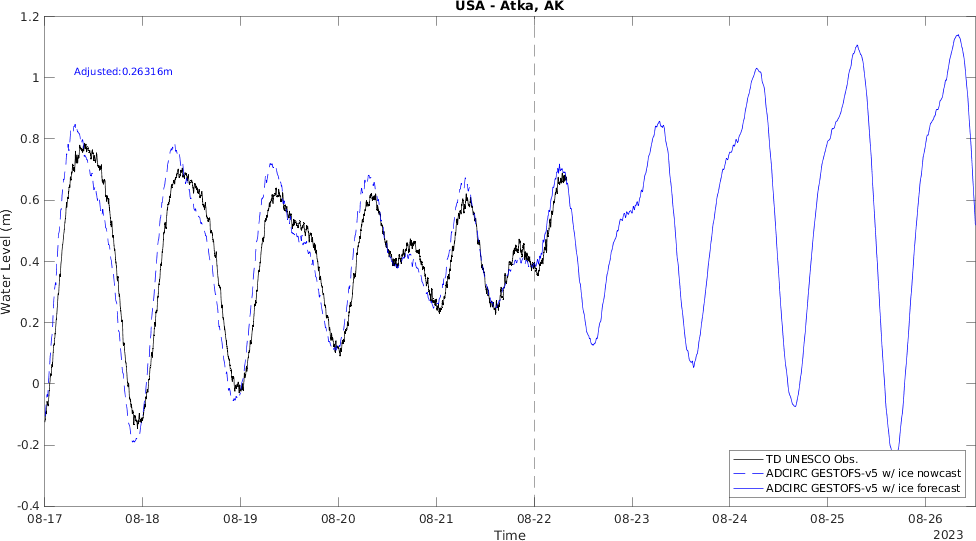 USA - Atka, AK
1.2
1
0.8
0.6
0.4
0.2
0
-0.2
-0.4
Water Level (m)
Adjusted:0.26316m
TD UNESCO Obs.
ADCIRC GESTOFS-v5 w/ ice nowcast
ADCIRC GESTOFS-v5 w/ ice forecast
08-17 08-18 08-19 08-20 08-21 08-22 08-23 08-24 08-25 08-26
Time
2023